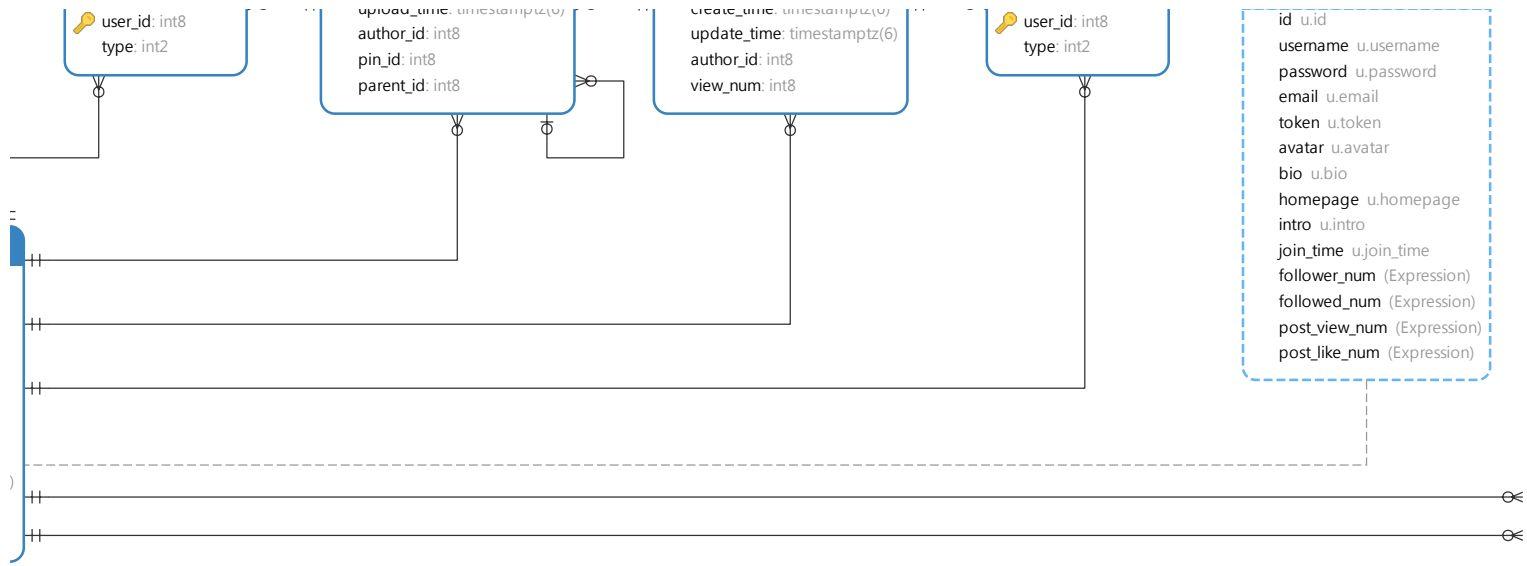 user_id: int8
type: int2
upload_time: timestamptz(6)
author_id: int8
pin_id: int8
parent_id: int8
create_time: timestamptz(6)
update_time: timestamptz(6)
author_id: int8
view_num: int8
user_id: int8
type: int2
id u.id
username u.username
password u.password
email u.email
token u.token
avatar u.avatar
bio u.bio
homepage u.homepage
intro u.intro
join_time u.join_time
follower_num (Expression)
followed_num (Expression)
post_view_num (Expression)
post_like_num (Expression)
)